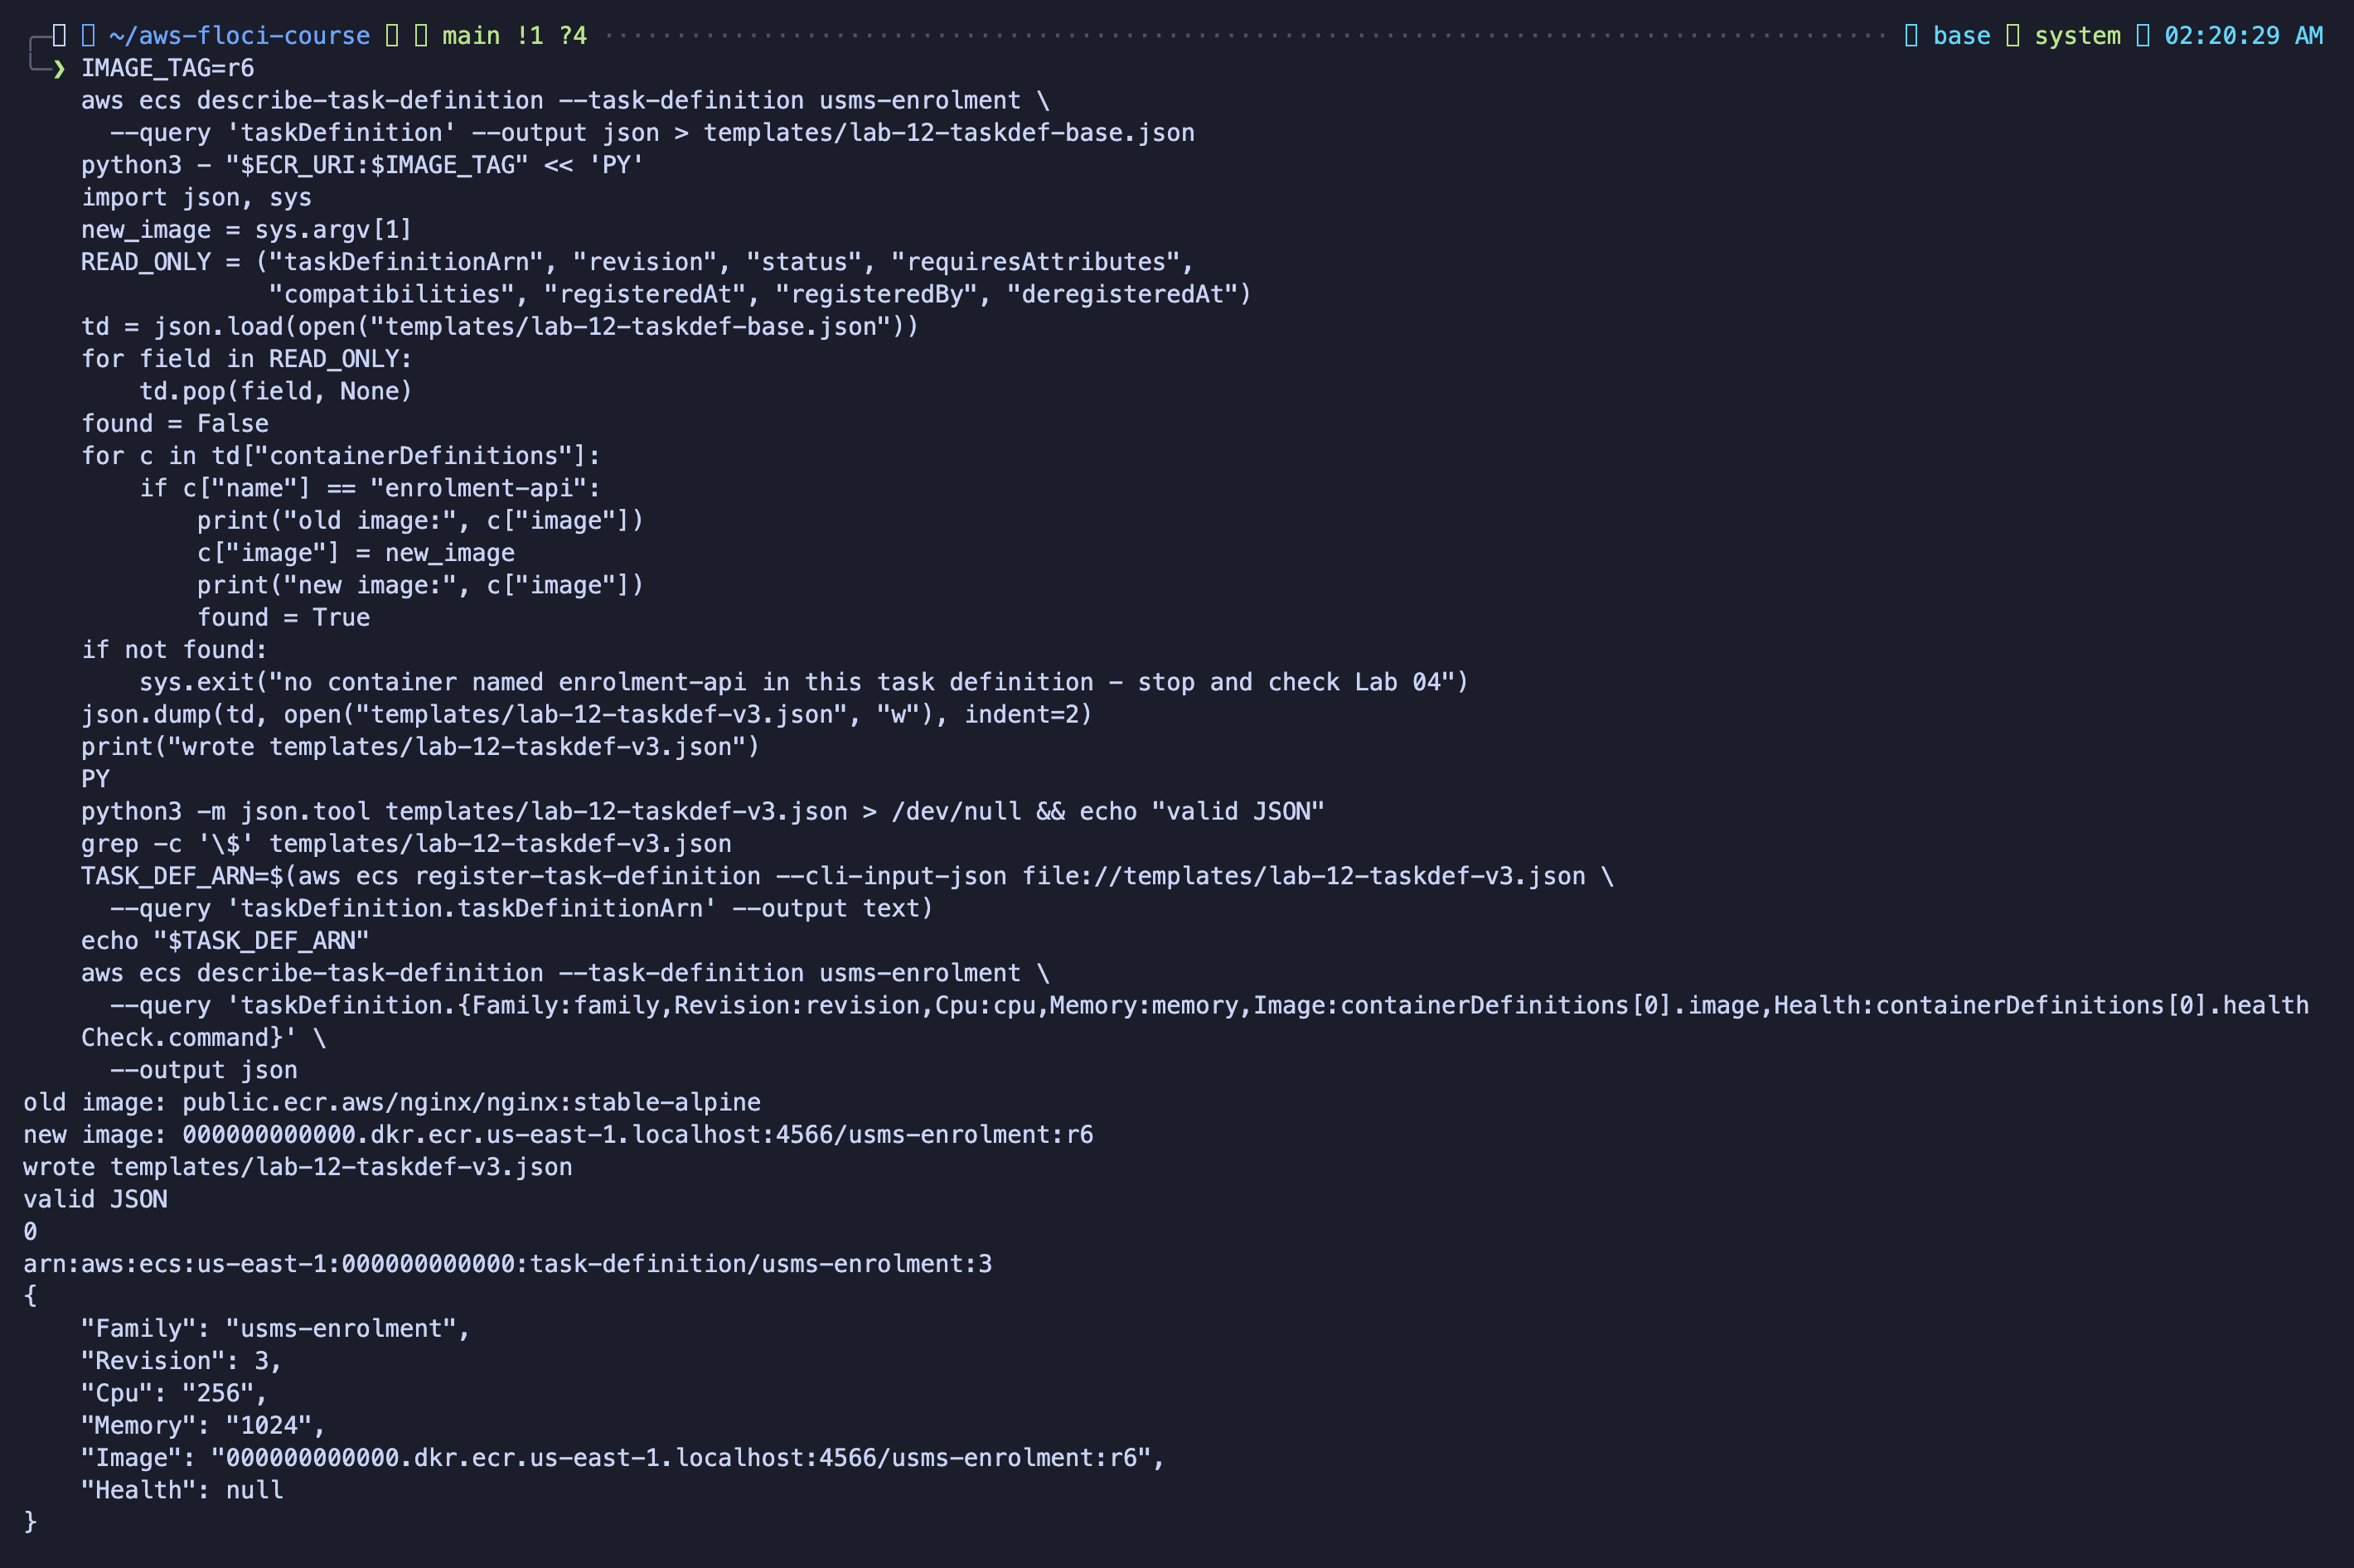 ~/aws-floci-course main !1 ?4 base system 02:20:29 AM
❯ IMAGE_TAG=r6
aws ecs describe-task-definition --task-definition usms-enrolment \
  --query 'taskDefinition' --output json > templates/lab-12-taskdef-base.json
python3 - "$ECR_URI:$IMAGE_TAG" << 'PY'
import json, sys
new_image = sys.argv[1]
READ_ONLY = ("taskDefinitionArn", "revision", "status", "requiresAttributes",
             "compatibilities", "registeredAt", "registeredBy", "deregisteredAt")
td = json.load(open("templates/lab-12-taskdef-base.json"))
for field in READ_ONLY:
    td.pop(field, None)
found = False
for c in td["containerDefinitions"]:
    if c["name"] == "enrolment-api":
        print("old image:", c["image"])
        c["image"] = new_image
        print("new image:", c["image"])
        found = True
if not found:
    sys.exit("no container named enrolment-api in this task definition - stop and check Lab 04")
json.dump(td, open("templates/lab-12-taskdef-v3.json", "w"), indent=2)
print("wrote templates/lab-12-taskdef-v3.json")
PY
python3 -m json.tool templates/lab-12-taskdef-v3.json > /dev/null && echo "valid JSON"
grep -c '\$' templates/lab-12-taskdef-v3.json
TASK_DEF_ARN=$(aws ecs register-task-definition --cli-input-json file://templates/lab-12-taskdef-v3.json \
  --query 'taskDefinition.taskDefinitionArn' --output text)
echo "$TASK_DEF_ARN"
aws ecs describe-task-definition --task-definition usms-enrolment \
  --query 'taskDefinition.{Family:family,Revision:revision,Cpu:cpu,Memory:memory,Image:containerDefinitions[0].image,Health:containerDefinitions[0].health
Check.command}' \
  --output json
old image: public.ecr.aws/nginx/nginx:stable-alpine
new image: 000000000000.dkr.ecr.us-east-1.localhost:4566/usms-enrolment:r6
wrote templates/lab-12-taskdef-v3.json
valid JSON
0
arn:aws:ecs:us-east-1:000000000000:task-definition/usms-enrolment:3
{
    "Family": "usms-enrolment",
    "Revision": 3,
    "Cpu": "256",
    "Memory": "1024",
    "Image": "000000000000.dkr.ecr.us-east-1.localhost:4566/usms-enrolment:r6",
    "Health": null
}